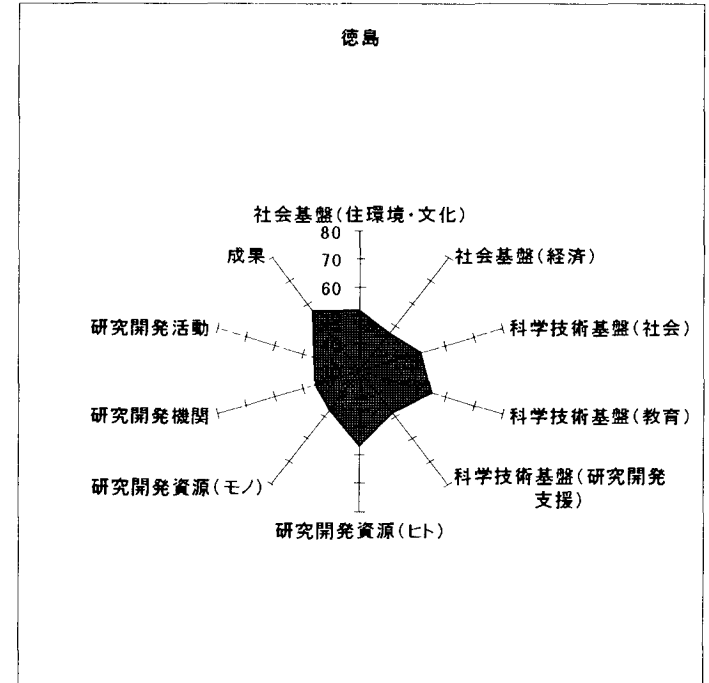 徳島
社会基盤(住環境・文化)
80
70
60
社会基盤(経済)
科学技術基盤(社会)
科学技術基盤(教育)
科学技術基盤(研究開発
支援)
研究開発資源(ヒト)
研究開発資源(モノ)
研究開発機関
研究開発活動
成果